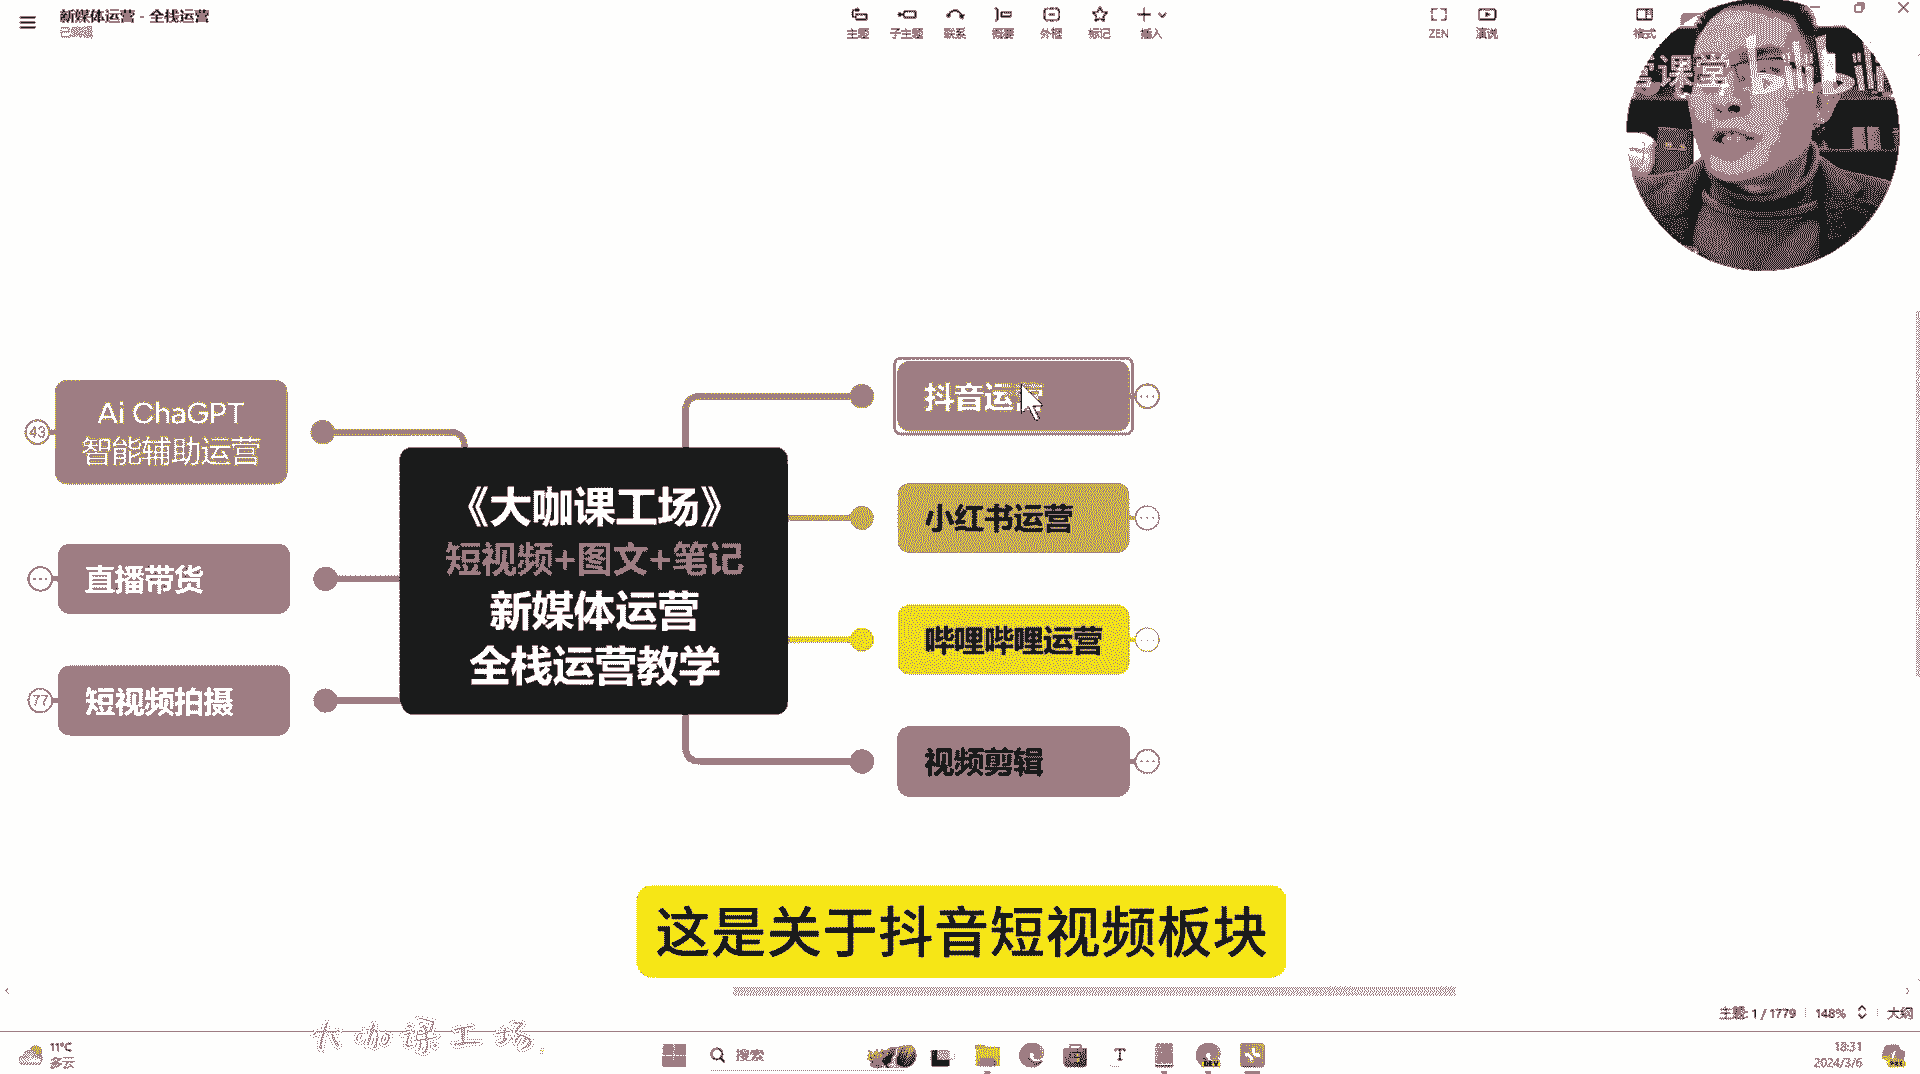 新媒体运营 - 全栈运营
已编辑
主题
子主题
联系
概要
外框
标记
插入
ZEN
演说
格式
营课堂 bilibili
43
Ai ChaGPT
智能辅助运营
直播带货
77
短视频拍摄
《大咖课工场》
短视频+图文+笔记
新媒体运营
全栈运营教学
抖音运营
小红书运营
哔哩哔哩运营
视频剪辑
这是关于抖音短视频板块
主题: 1 / 1779
148%
大纲
大咖课工场
11°C
多云
搜索
T
DEV
18:31
2024/3/6